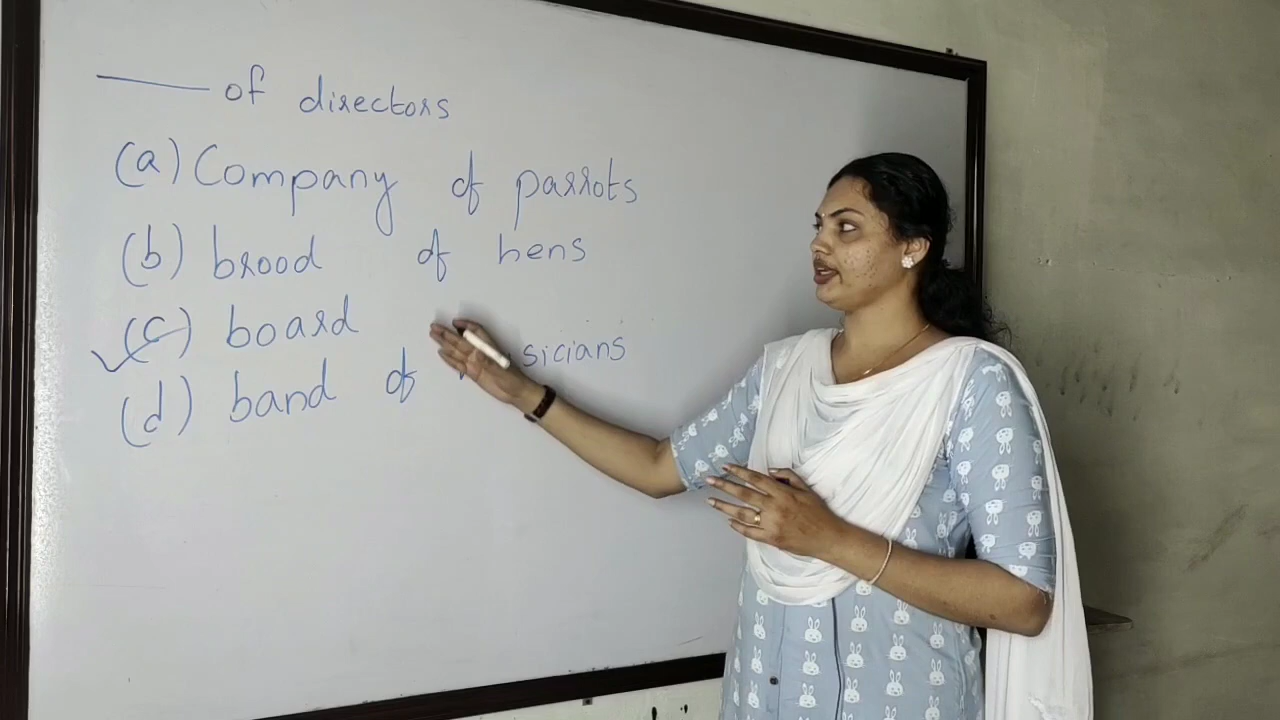 —— of directors
(a) Company of parrots
(b) brood of hens
(c) board
(d) band of sicians